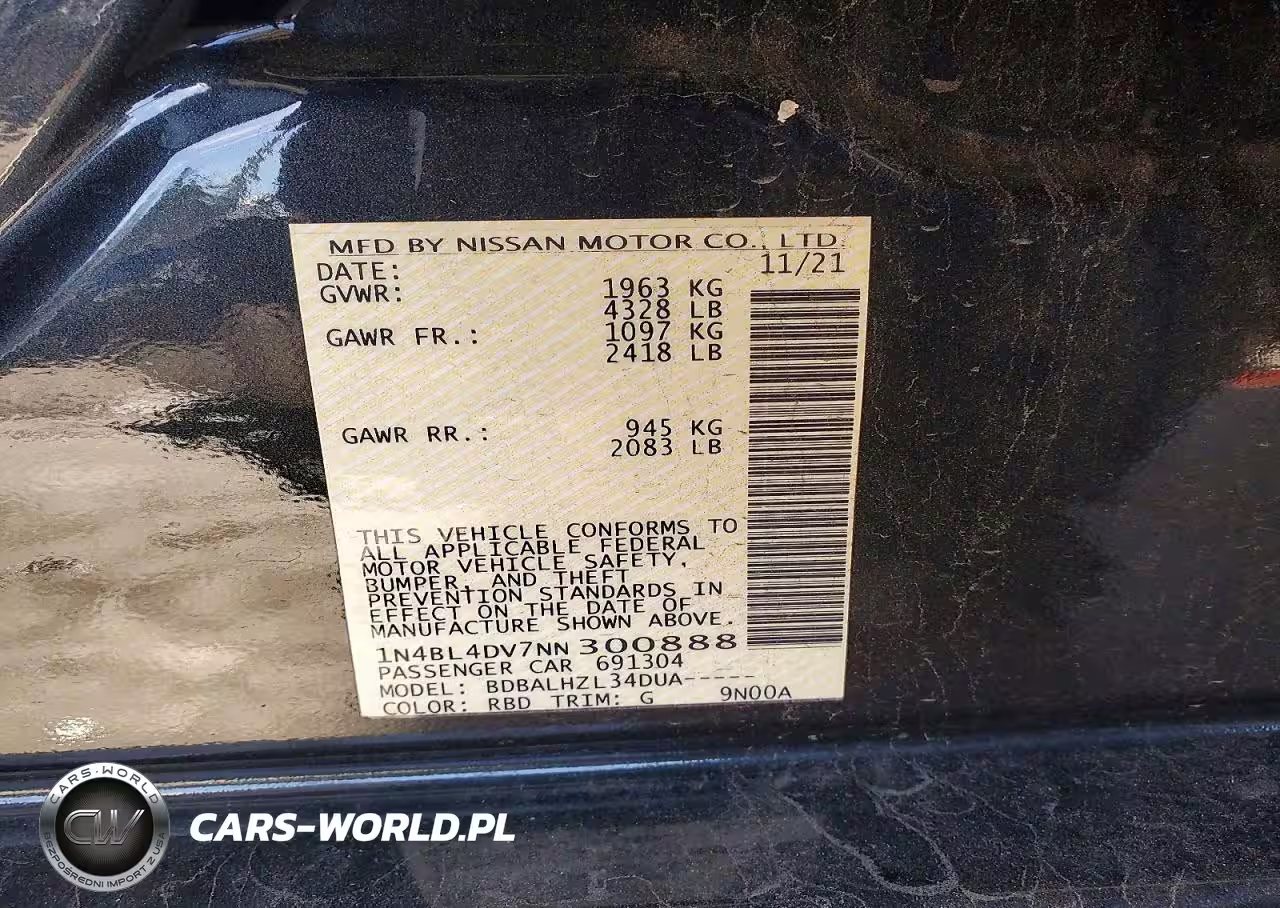 MFD BY NISSAN MOTOR CO., LTD.
DATE: 11/21
GVWR: 1963 KG
4328 LB
GAWR FR.: 1097 KG
2418 LB
GAWR RR.: 945 KG
2083 LB
THIS VEHICLE CONFORMS TO
ALL APPLICABLE FEDERAL
MOTOR VEHICLE SAFETY,
BUMPER, AND THEFT
PREVENTION STANDARDS IN
EFFECT ON THE DATE OF
MANUFACTURE SHOWN ABOVE.
1N4BL4DV7NN300888
PASSENGER CAR 691304
MODEL: BDBALHZL34DUA-----
COLOR: RBD TRIM: G 9N00A
CARS-WORLD
CW
BEZPOŚREDNI IMPORT Z USA
CARS-WORLD.PL